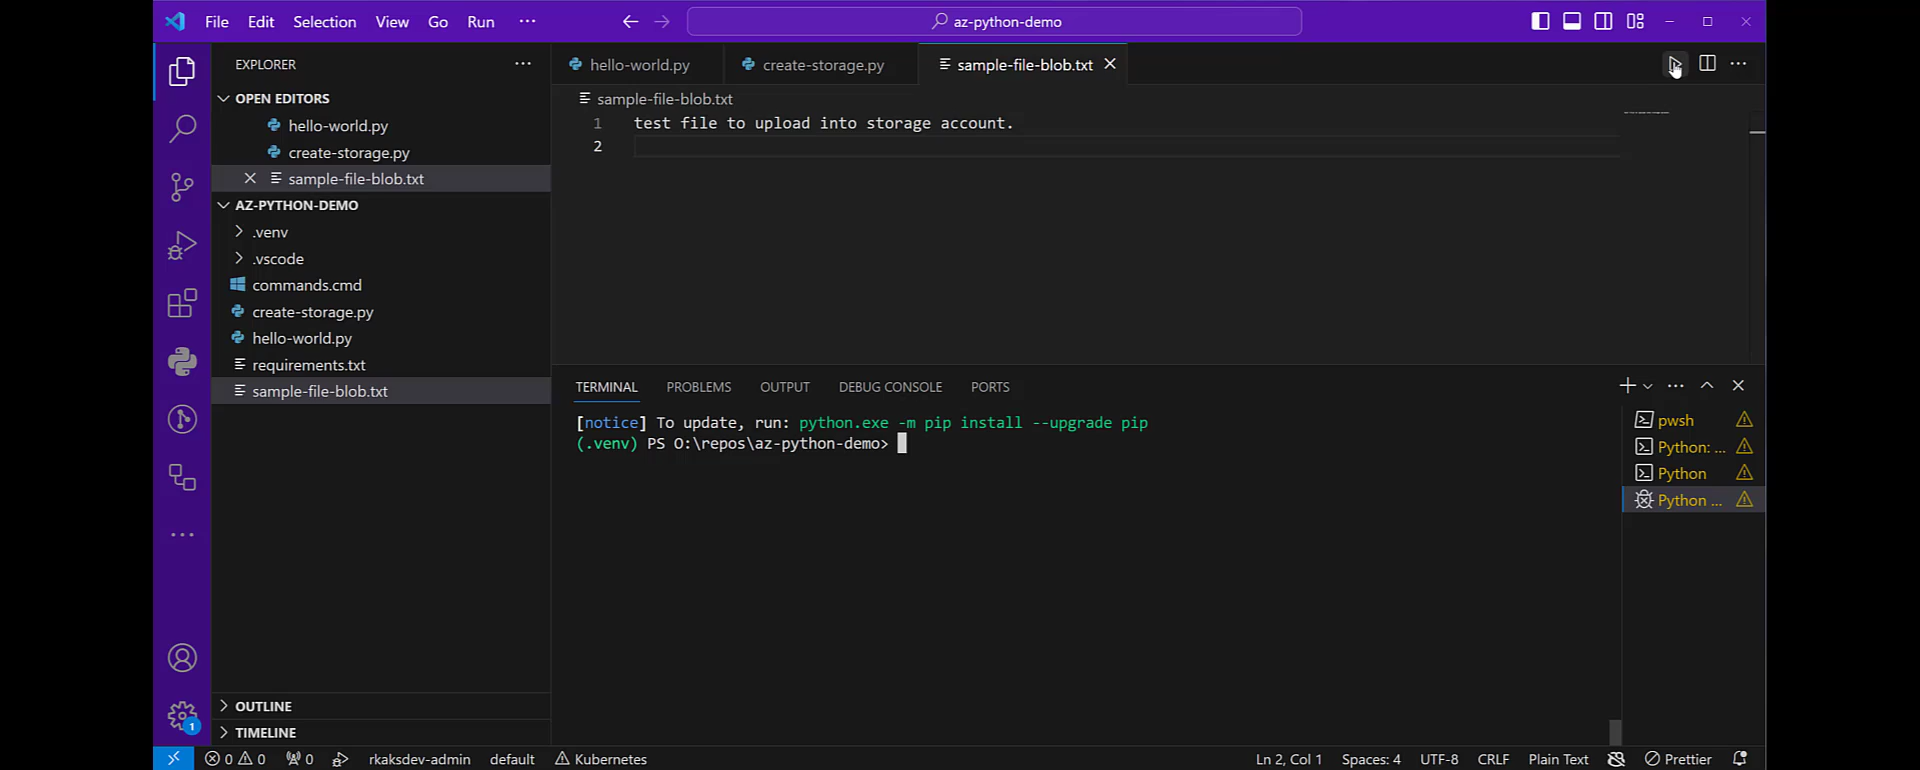 File Edit Selection View Go Run ···
az-python-demo
EXPLORER
OPEN EDITORS
hello-world.py
create-storage.py
sample-file-blob.txt
AZ-PYTHON-DEMO
.venv
.vscode
commands.cmd
create-storage.py
hello-world.py
requirements.txt
sample-file-blob.txt
OUTLINE
TIMELINE
hello-world.py create-storage.py sample-file-blob.txt
sample-file-blob.txt
1 test file to upload into storage account.
2
TERMINAL PROBLEMS OUTPUT DEBUG CONSOLE PORTS
[notice] To update, run: python.exe -m pip install --upgrade pip
(.venv) PS O:\repos\az-python-demo>
pwsh
Python: ...
Python
Python ...
1
0 0 0 rkaksdev-admin default Kubernetes Ln 2, Col 1 Spaces: 4 UTF-8 CRLF Plain Text Prettier